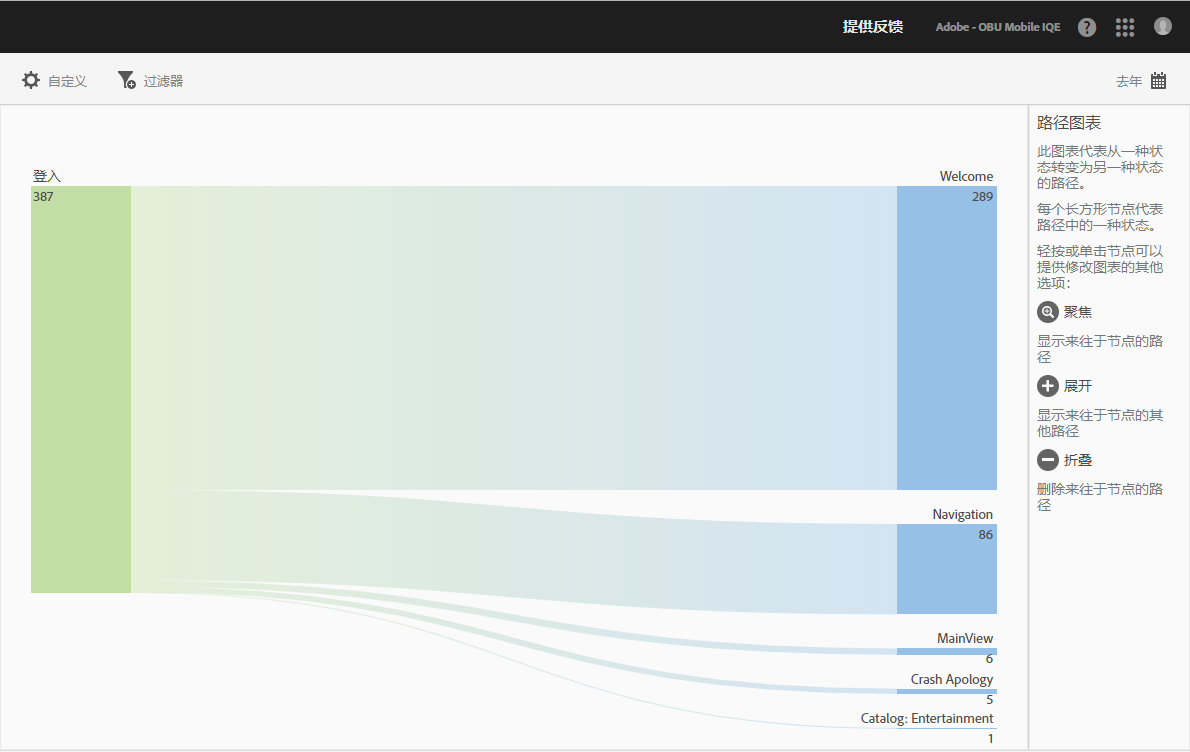 提供反馈
Adobe - OBU Mobile IQE
自定义
过滤器
去年
登入
387
Welcome
289
Navigation
86
MainView
6
Crash Apology
5
Catalog: Entertainment
1
路径图表
此图表代表从一种状
态转变为另一种状态
的路径。
每个长方形节点代表
路径中的一种状态。
轻按或单击节点可以
提供修改图表的其他
选项：
聚焦
显示来往于节点的路
径
展开
显示来往于节点的其
他路径
折叠
删除来往于节点的路
径